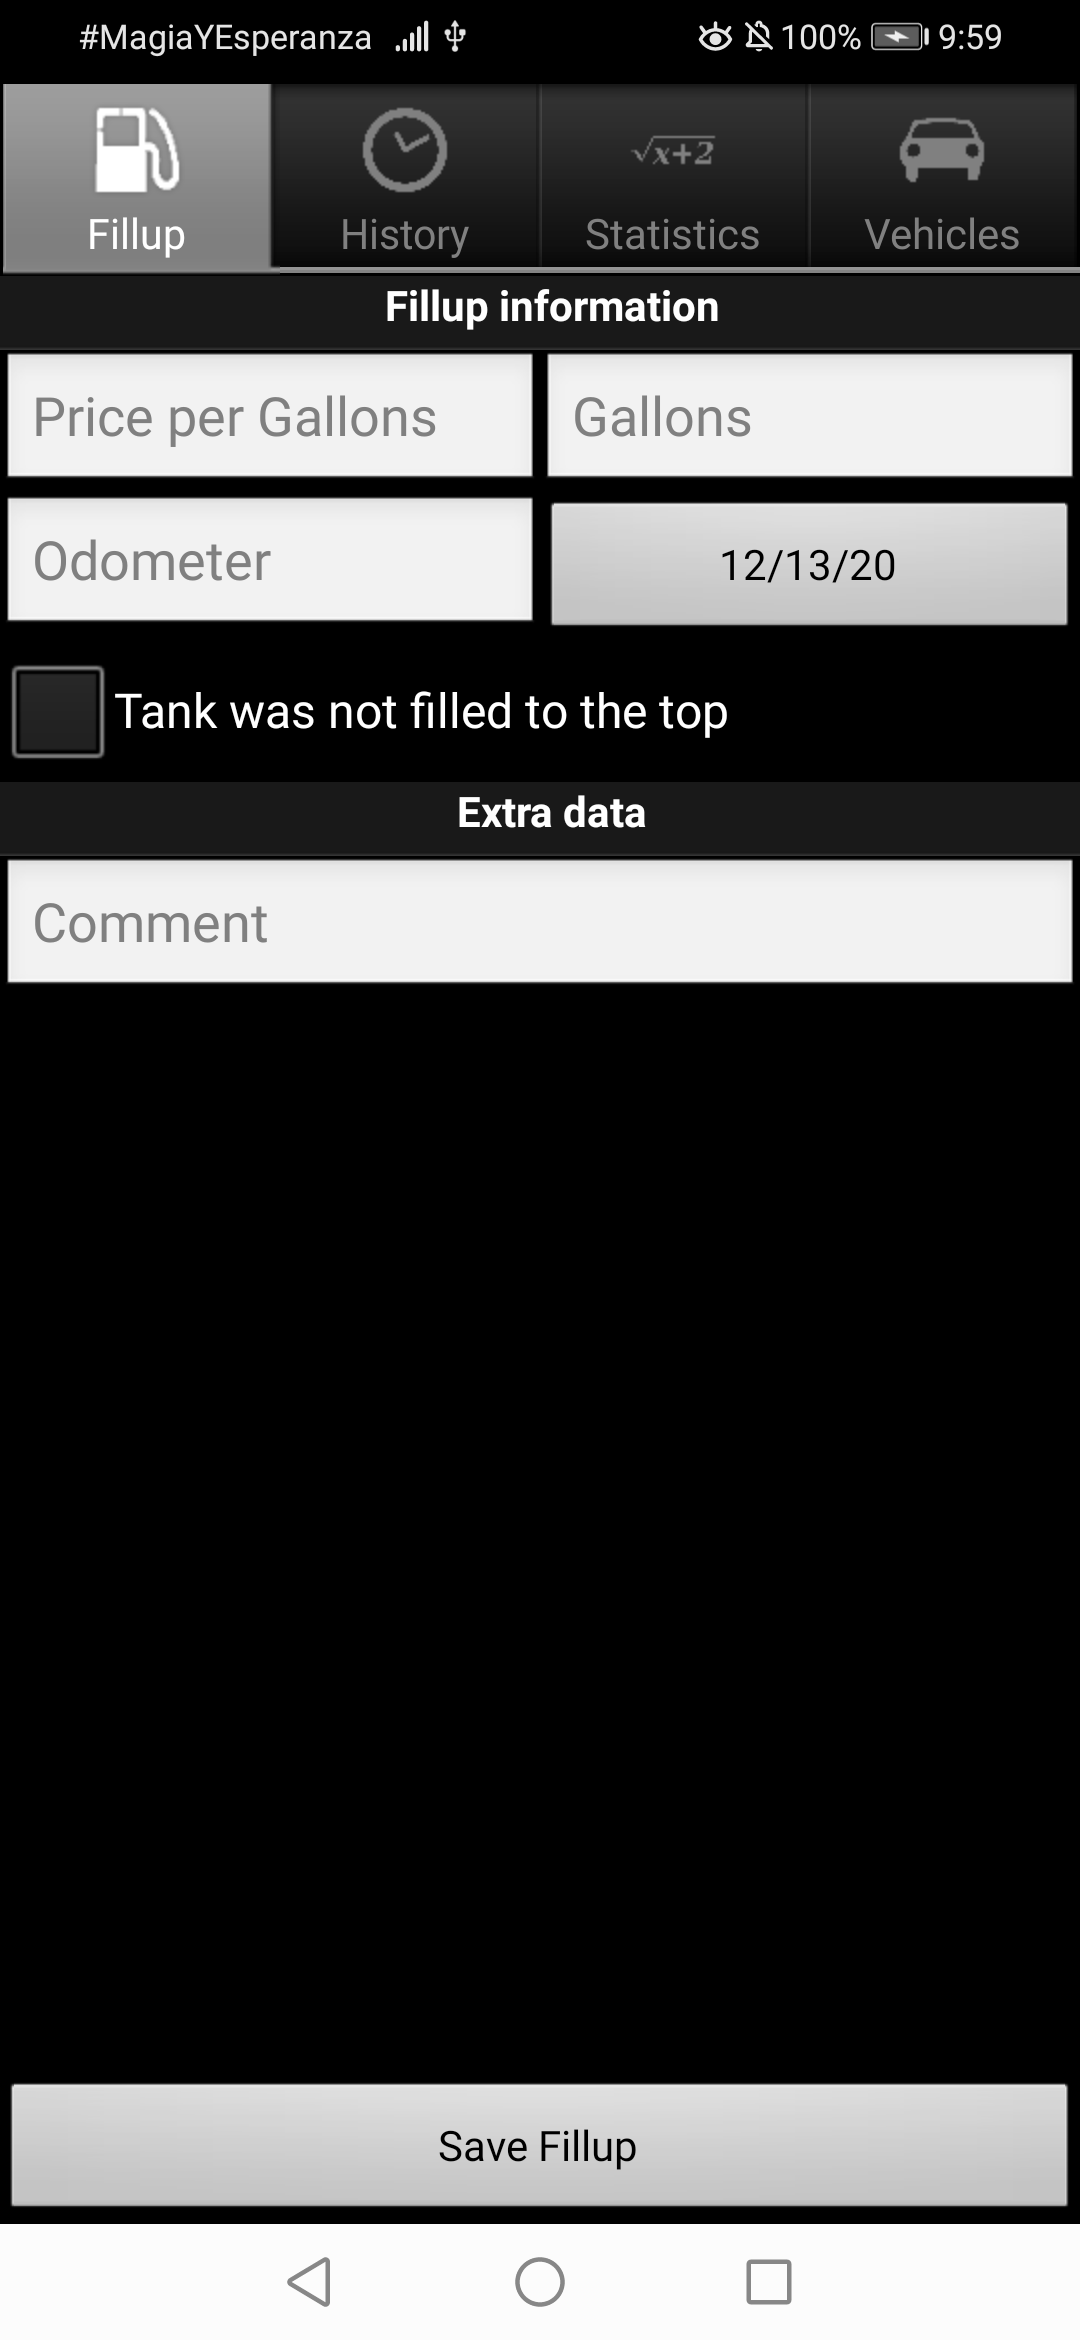 #MagiaYEsperanza 100% 9:59
Fillup History √x+2 Statistics Vehicles
Fillup information
Price per Gallons Gallons
Odometer 12/13/20
Tank was not filled to the top
Extra data
Comment
Save Fillup